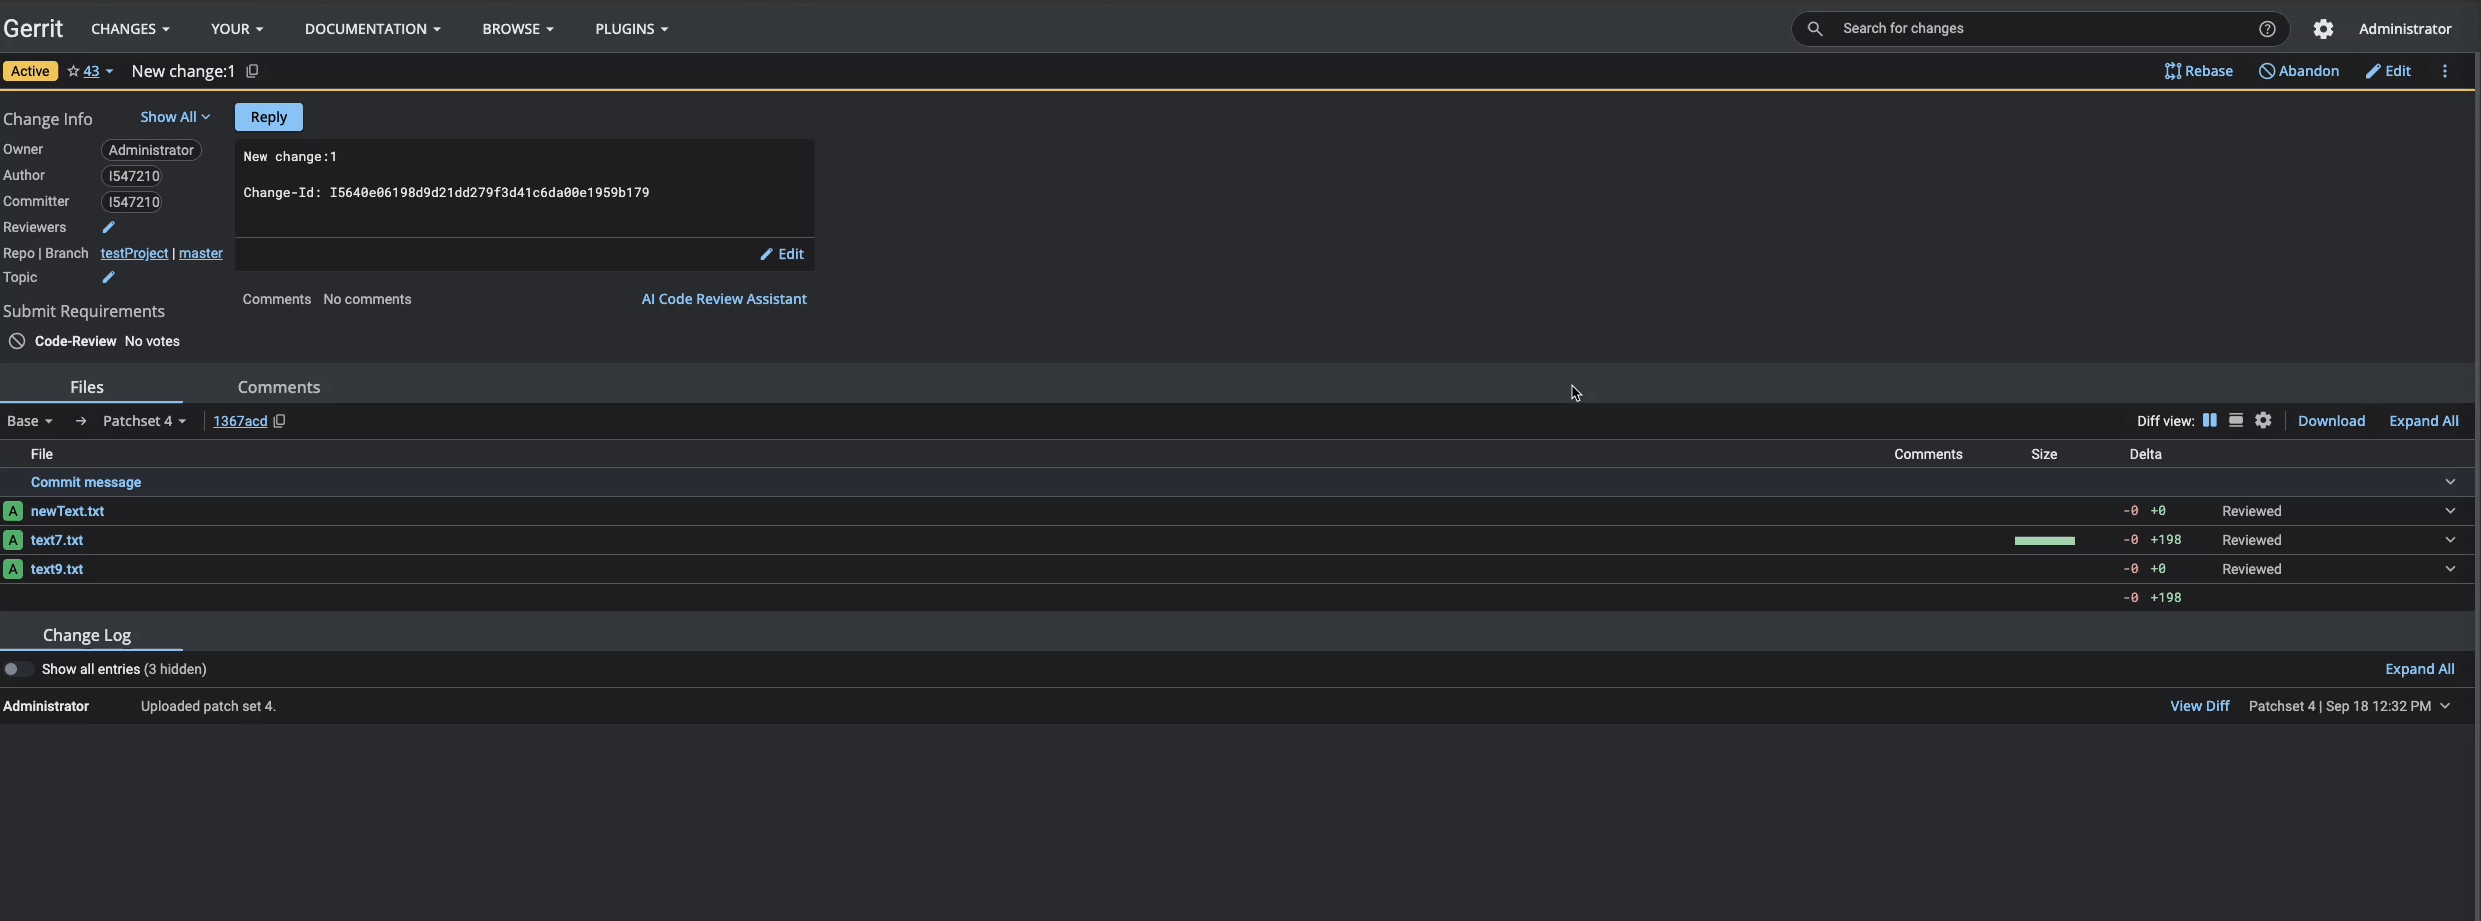 Gerrit CHANGES YOUR DOCUMENTATION BROWSE PLUGINS Search for changes Administrator
Active 43 New change:1 Rebase Abandon Edit
Change Info Show All Reply
Owner Administrator
Author I547210
Committer I547210
Reviewers
Repo | Branch testProject | master
Topic
New change:1
Change-Id: I5640e06198d9d21dd279f3d41c6da00e1959b179
Edit
Comments No comments AI Code Review Assistant
Submit Requirements
Code-Review No votes
Files Comments
Base → Patchset 4 1367acd Diff view: Download Expand All
File Comments Size Delta
Commit message
A newText.txt -0 +0 Reviewed
A text7.txt -0 +198 Reviewed
A text9.txt -0 +0 Reviewed
-0 +198
Change Log
Show all entries (3 hidden) Expand All
Administrator Uploaded patch set 4. View Diff Patchset 4 | Sep 18 12:32 PM